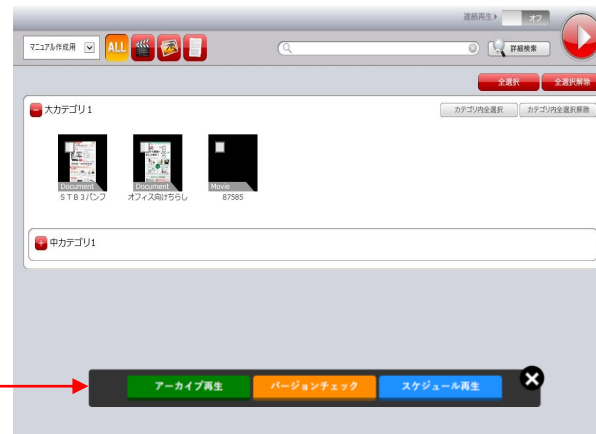 連続再生▶ オフ
マニュアル作成用 ALL 詳細検索
全選択 全選択解除
大カテゴリ1 カテゴリ内全選択 カテゴリ内全選択解除
Document Document Movie
STB3パンフ オフィス向けちらし 87585
中カテゴリ1
アーカイブ再生 バージョンチェック スケジュール再生